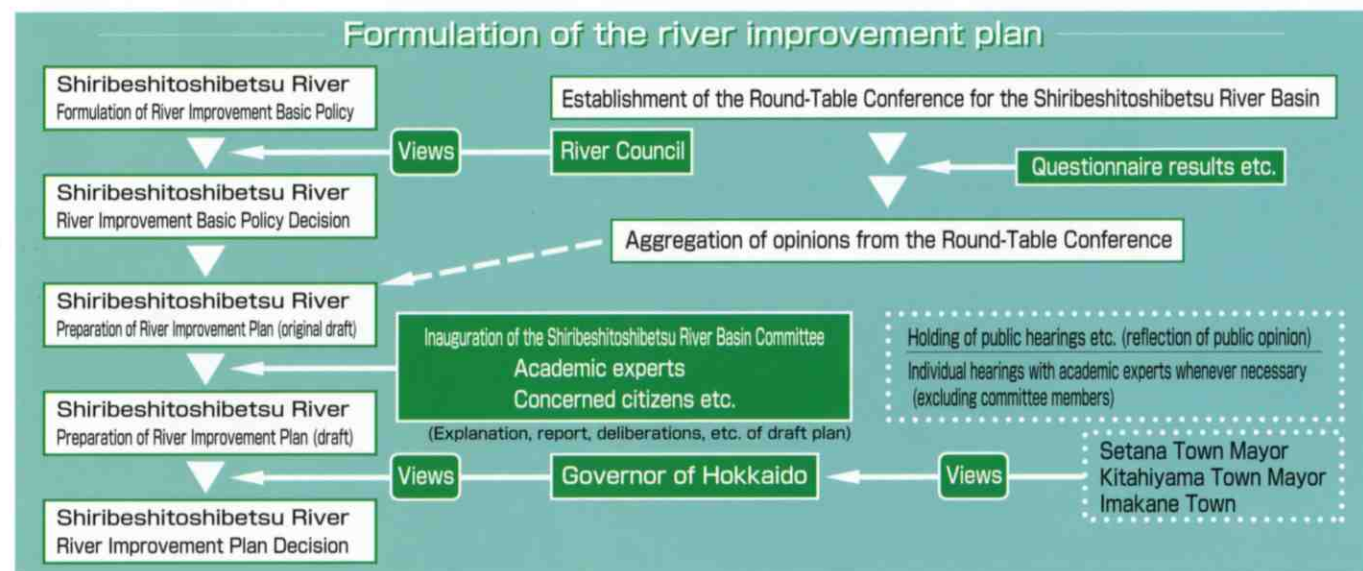 Formulation of the river improvement plan
Shiribeshitoshibetsu River
Formulation of River Improvement Basic Policy
Establishment of the Round-Table Conference for the Shiribeshitoshibetsu River Basin
Views
River Council
Questionnaire results etc.
Shiribeshitoshibetsu River
River Improvement Basic Policy Decision
Aggregation of opinions from the Round-Table Conference
Shiribeshitoshibetsu River
Preparation of River Improvement Plan (original draft)
Inauguration of the Shiribeshitoshibetsu River Basin Committee
Academic experts
Concerned citizens etc.
(Explanation, report, deliberations, etc. of draft plan)
Holding of public hearings etc. (reflection of public opinion)
Individual hearings with academic experts whenever necessary
(excluding committee members)
Shiribeshitoshibetsu River
Preparation of River Improvement Plan (draft)
Views
Governor of Hokkaido
Views
Setana Town Mayor
Kitahiyama Town Mayor
Imakane Town
Shiribeshitoshibetsu River
River Improvement Plan Decision